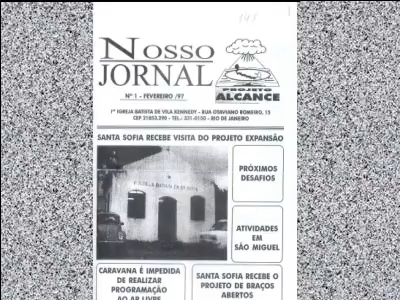 NOSSO
JORNAL
Nº 1 - FEVEREIRO /97
PROJETO
ALCANCE
1ª IGREJA BATISTA DE VILA KENNEDY - RUA OTAVIANO ROMEIRO, 15
CEP 21853.290 - TEL.: 331-0150 - RIO DE JANEIRO
SANTA SOFIA RECEBE VISITA DO PROJETO EXPANSÃO
PRÓXIMOS
DESAFIOS
ATIVIDADES
EM
SÃO MIGUEL
CARAVANA É IMPEDIDA
DE REALIZAR
PROGRAMAÇÃO
AO AR LIVRE
SANTA SOFIA RECEBE O
PROJETO DE BRAÇOS
ABERTOS